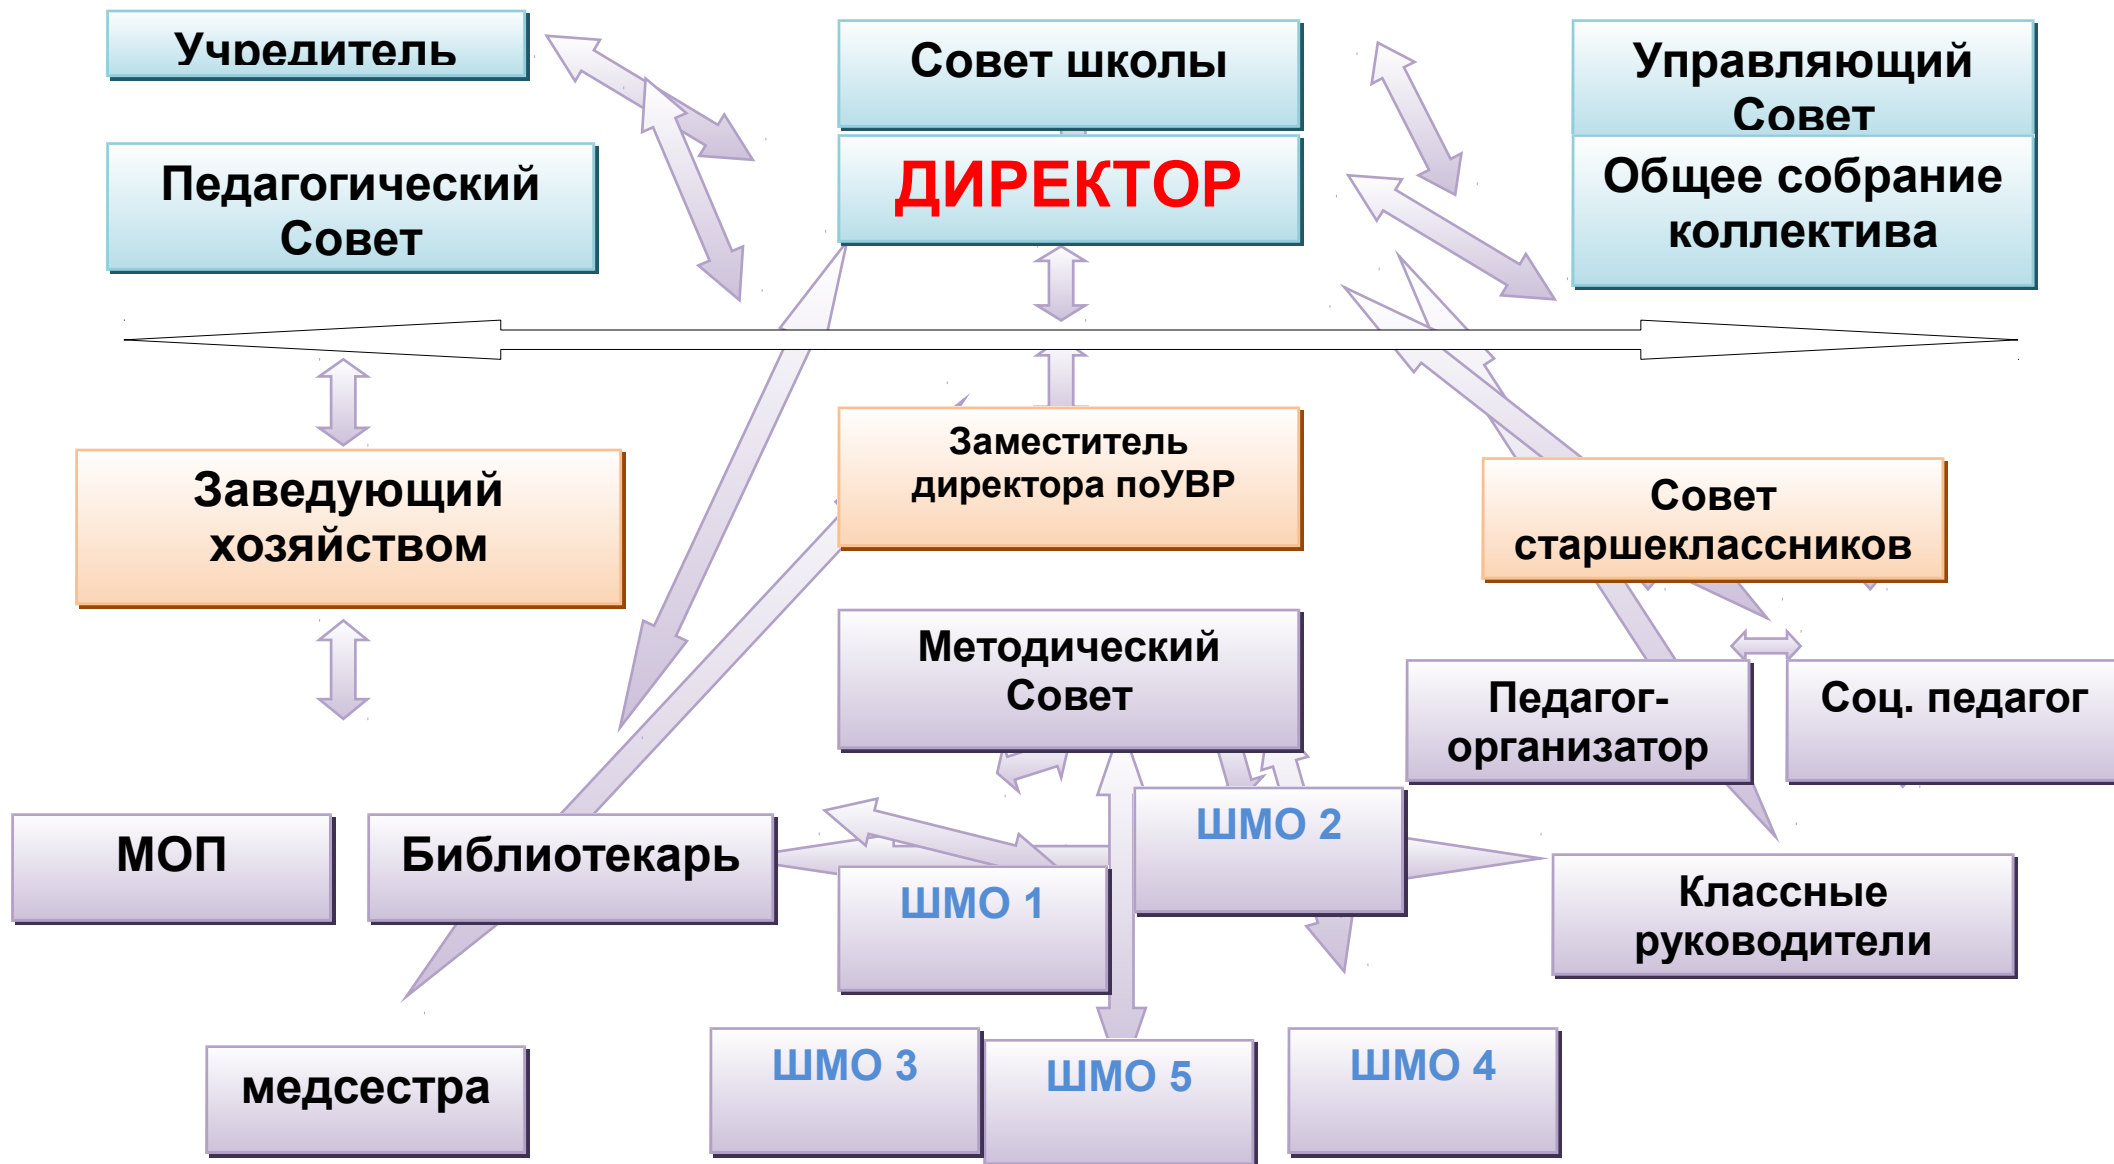 Учредитель
Совет школы
Управляющий
Совет
Педагогический
Совет
ДИРЕКТОР
Общее собрание
коллектива
Заведующий
хозяйством
Заместитель
директора поУВР
Совет
старшеклассников
Методический
Совет
Педагог-
организатор
Соц. педагог
МОП
Библиотекарь
ШМО 1
ШМО 2
Классные
руководители
медсестра
ШМО 3
ШМО 5
ШМО 4